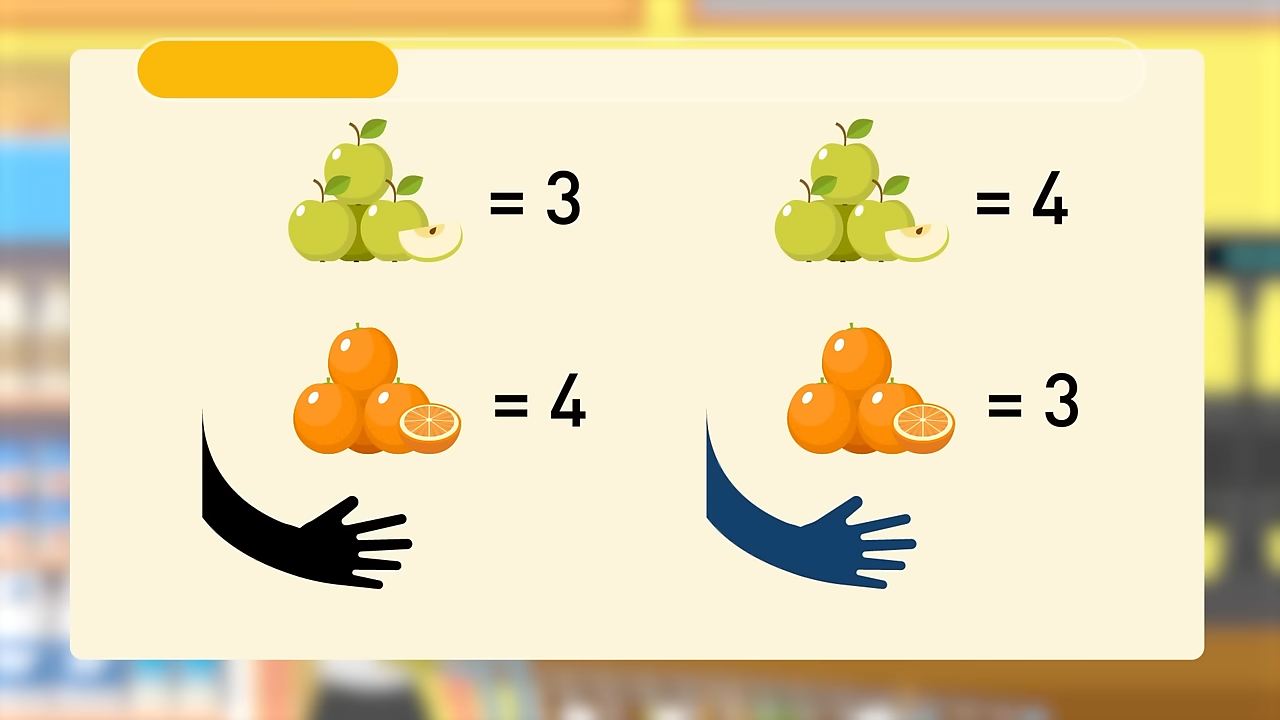 = 3
= 4
= 4
= 3